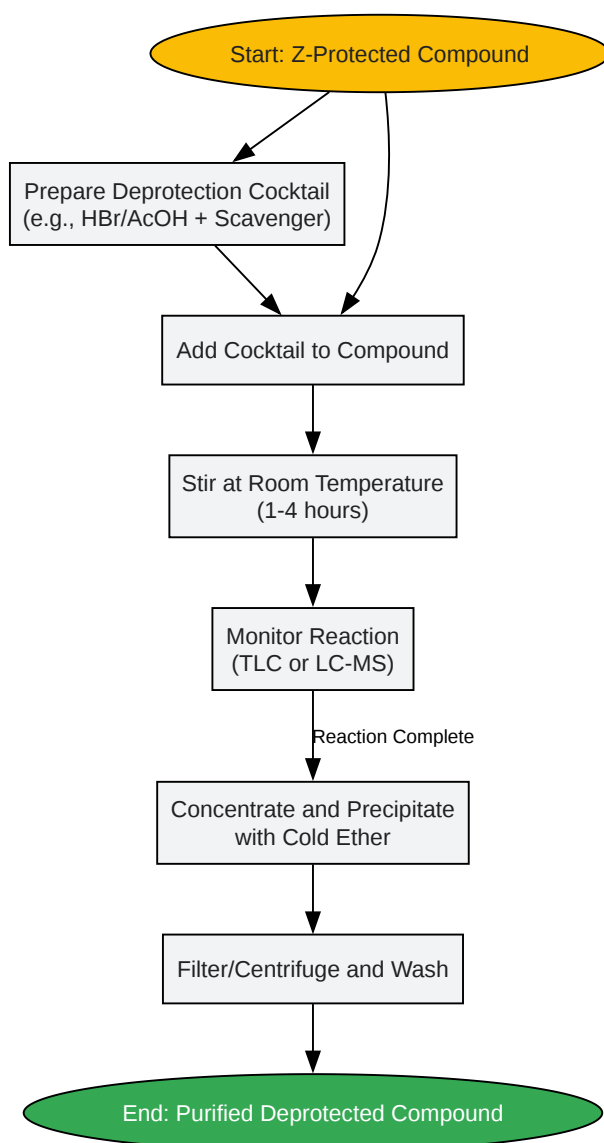 Start: Z-Protected Compound
Prepare Deprotection Cocktail
(e.g., HBr/AcOH + Scavenger)
Add Cocktail to Compound
Stir at Room Temperature
(1-4 hours)
Monitor Reaction
(TLC or LC-MS)
Reaction Complete
Concentrate and Precipitate
with Cold Ether
Filter/Centrifuge and Wash
End: Purified Deprotected Compound